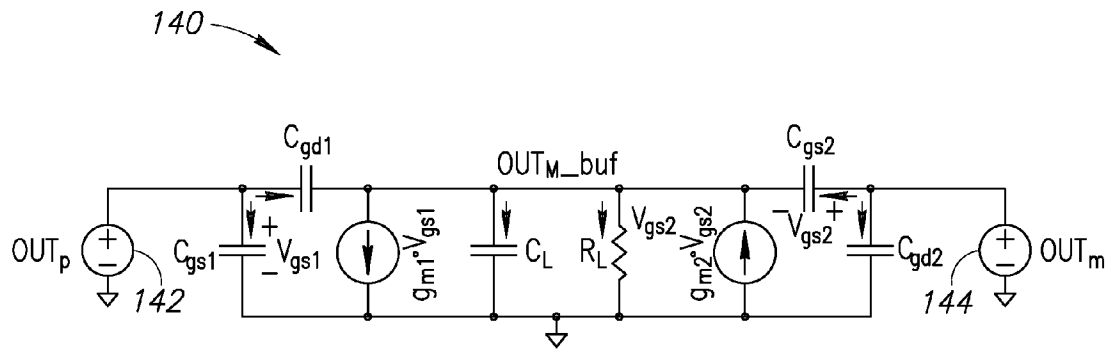 140
C_gd1
OUT_M_buf
C_gs2
OUT_p
+
−
142
C_gs1
+
−
V_gs1
g_m1·V_gs1
C_L
R_L
V_gs2
g_m2·V_gs2
− V_gs2 +
C_gd2
144
+
−
OUT_m